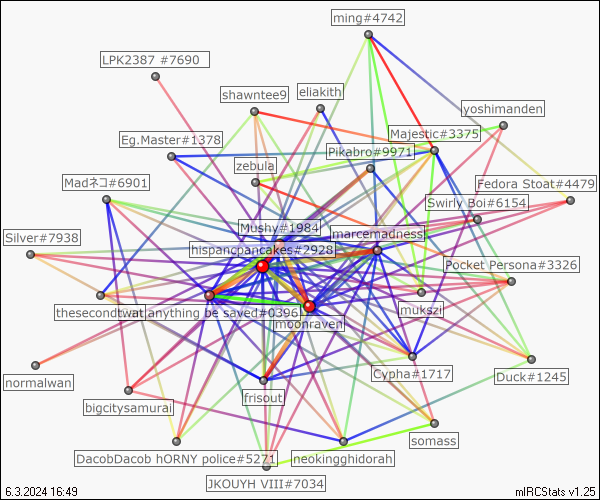 ming#4742
LPK2387 #7690
eliakith
shawntee9
yoshimanden
Majestic#3375
Eg.Master#1378
Pikabro#9971
zebula
Madネコ#6901
Fedora Stoat#4479
Swirly Boi#6154
Mushy#1984
marcemadness
Silver#7938
hispancpancakes#2928
Pocket Persona#3326
thesecondtwat anything be saved#0396
mukszi
moonraven
normalwan
Cypha#1717
Duck#1245
frisout
bigcitysamurai
somass
DacobDacob hORNY police#5271
neokingghidorah
JKOUYH VIII#7034
6.3.2024 16:49
mIRCStats v1.25